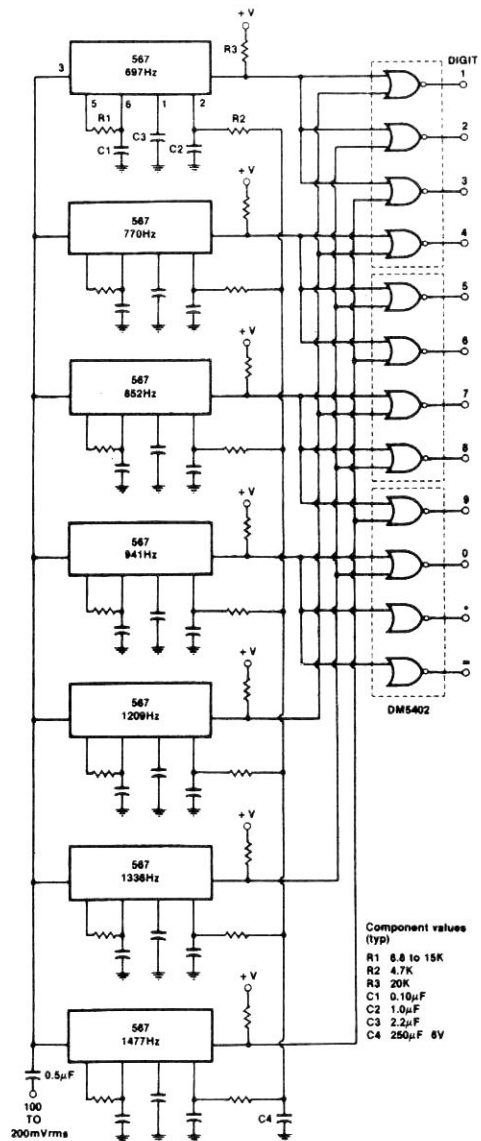 + V
R3
DIGIT
3
567
697Hz
1
5
6
1
2
R1
C3
R2
C1
C2
2
+ V
3
567
770Hz
4
5
+ V
6
567
852Hz
7
8
+ V
9
567
941Hz
0
*
+ V
=
DM5402
567
1209Hz
+ V
567
1336Hz
Component values
(typ)
R1 6.8 to 15K
R2 4.7K
R3 20K
C1 0.10μF
C2 1.0μF
C3 2.2μF
C4 250μF 6V
+ V
567
1477Hz
0.5μF
100
TO
200mVrms
C4